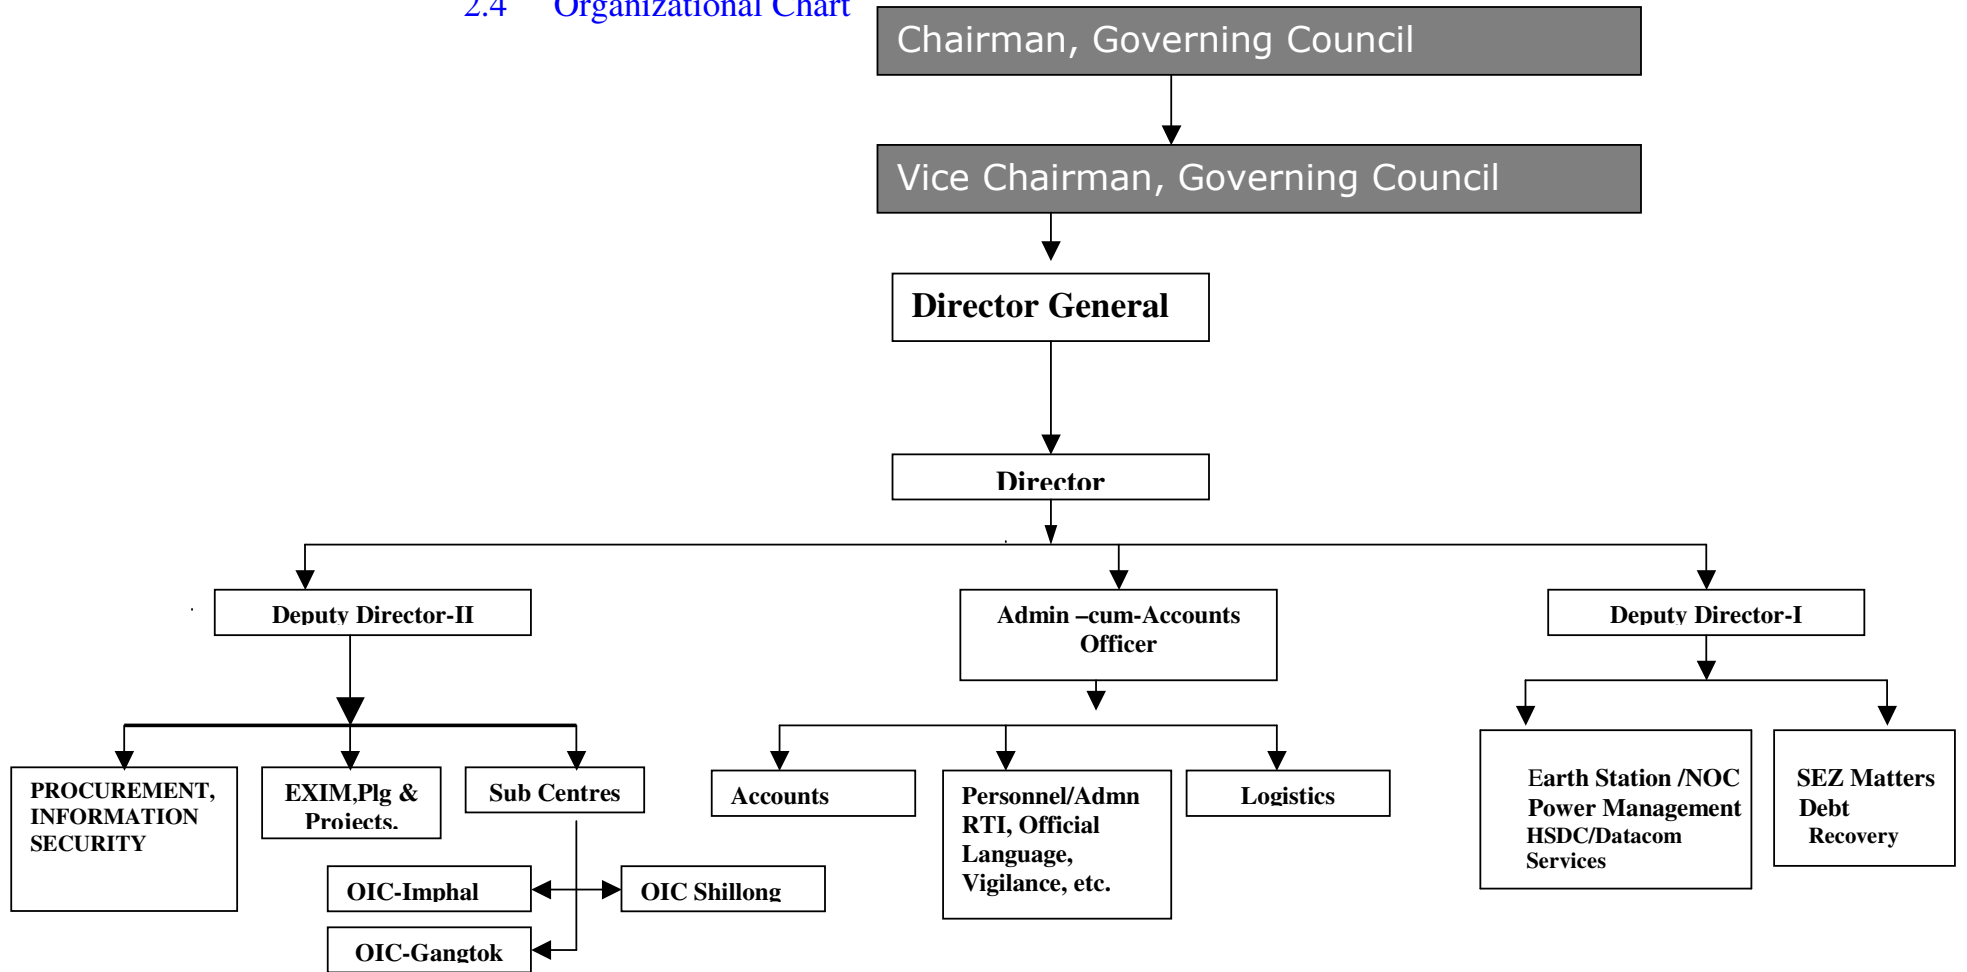 2.4 Organizational Chart
Chairman, Governing Council
Vice Chairman, Governing Council
Director General
Director
Deputy Director-II
Admin –cum-Accounts
Officer
Deputy Director-I
PROCUREMENT,
INFORMATION
SECURITY
EXIM,Plg &
Projects.
Sub Centres
OIC-Imphal
OIC Shillong
OIC-Gangtok
Accounts
Personnel/Admn
RTI, Official
Language,
Vigilance, etc.
Logistics
Earth Station /NOC
Power Management
HSDC/Datacom
Services
SEZ Matters
Debt
Recovery